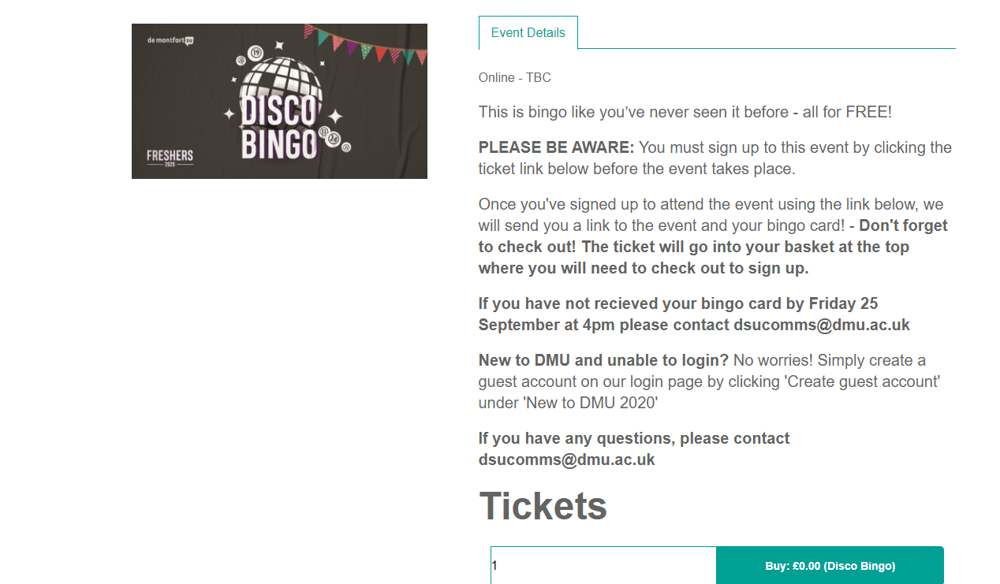 de montfort su
19
DISCO
BINGO
24
FRESHERS
2020
Event Details
Online - TBC
This is bingo like you’ve never seen it before - all for FREE!
PLEASE BE AWARE: You must sign up to this event by clicking the
ticket link below before the event takes place.
Once you've signed up to attend the event using the link below, we
will send you a link to the event and your bingo card! - Don't forget
to check out! The ticket will go into your basket at the top
where you will need to check out to sign up.
If you have not recieved your bingo card by Friday 25
September at 4pm please contact dsucomms@dmu.ac.uk
New to DMU and unable to login? No worries! Simply create a
guest account on our login page by clicking 'Create guest account'
under 'New to DMU 2020'
If you have any questions, please contact
dsucomms@dmu.ac.uk
Tickets
1
Buy: £0.00 (Disco Bingo)